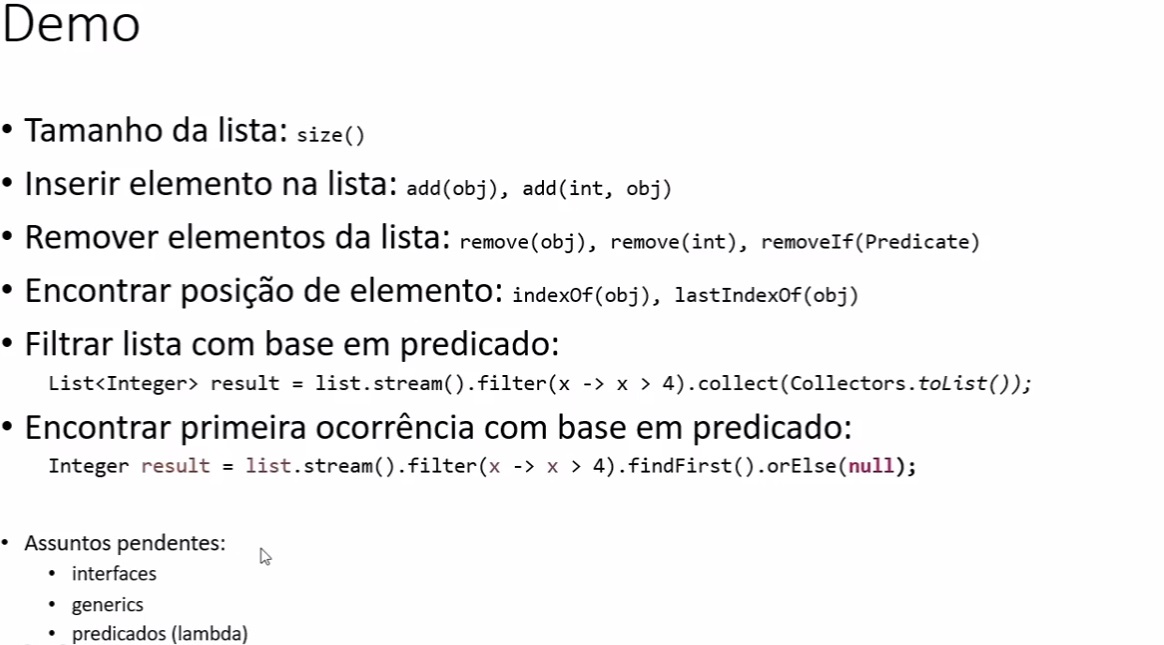 Demo
• Tamanho da lista: size()
• Inserir elemento na lista: add(obj), add(int, obj)
• Remover elementos da lista: remove(obj), remove(int), removeIf(Predicate)
• Encontrar posição de elemento: indexOf(obj), lastIndexOf(obj)
• Filtrar lista com base em predicado:
List<Integer> result = list.stream().filter(x -> x > 4).collect(Collectors.toList());
• Encontrar primeira ocorrência com base em predicado:
Integer result = list.stream().filter(x -> x > 4).findFirst().orElse(null);
• Assuntos pendentes:
• interfaces
• generics
• predicados (lambda)